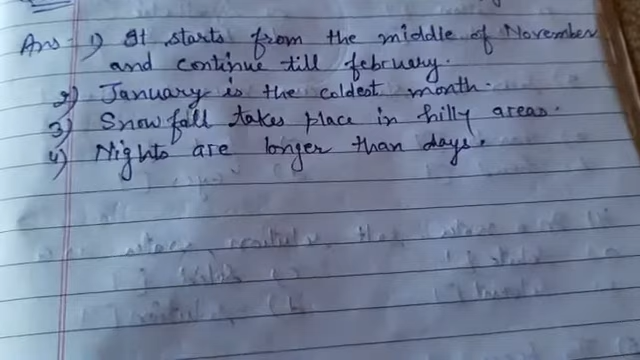 Ans- 1) It starts from the middle of November
and continue till february.
2) January is the coldest month.
3) Snowfall takes place in hilly areas.
4) Nights are longer than days.